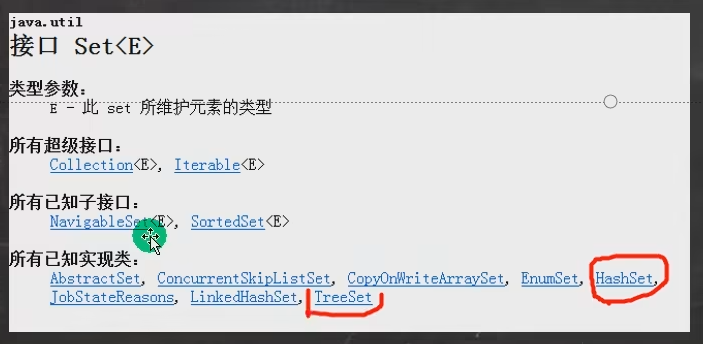 java.util
接口 Set<E>
类型参数：
E - 此 set 所维护元素的类型
所有超级接口：
Collection<E>, Iterable<E>
所有已知子接口：
NavigableSet<E>, SortedSet<E>
所有已知实现类：
AbstractSet, ConcurrentSkipListSet, CopyOnWriteArraySet, EnumSet, HashSet,
JobStateReasons, LinkedHashSet, TreeSet